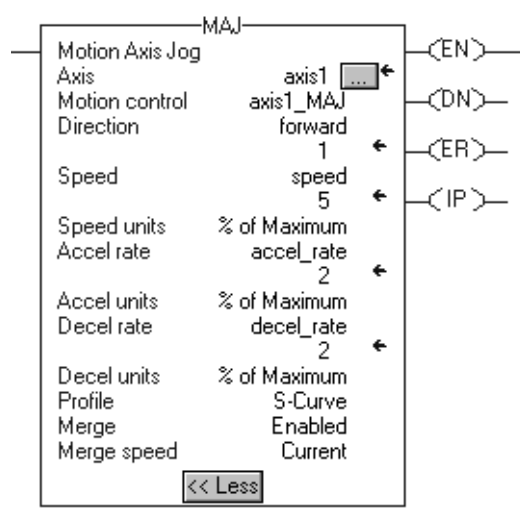 MAJ
Motion Axis Jog
(EN)
Axis axis1 ...
Motion control axis1_MAJ
(DN)
Direction forward
1
(ER)
Speed speed
5
(IP)
Speed units % of Maximum
Accel rate accel_rate
2
Accel units % of Maximum
Decel rate decel_rate
2
Decel units % of Maximum
Profile S-Curve
Merge Enabled
Merge speed Current
<< Less